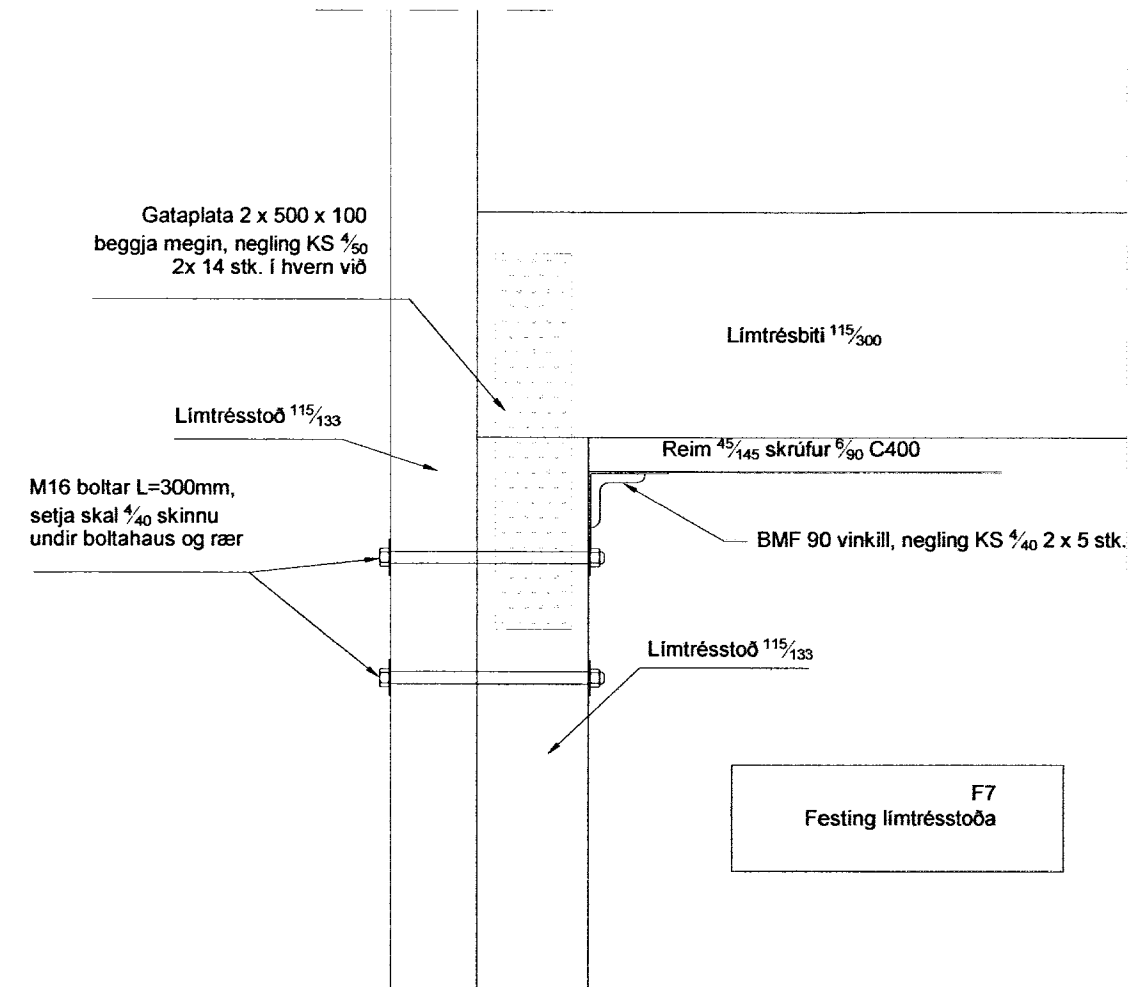 Gataplata 2 x 500 x 100
beggja megin, negling KS 4/50
2x 14 stk. í hvern við
Límtrésbiti 115/300
Límtrésstoð 115/133
Reim 45/145 skrúfur 6/90 C400
M16 boltar L=300mm,
setja skal 4/40 skinnu
undir boltahaus og rær
BMF 90 vinkill, negling KS 4/40 2 x 5 stk.
Límtrésstoð 115/133
F7
Festing límtrésstoða